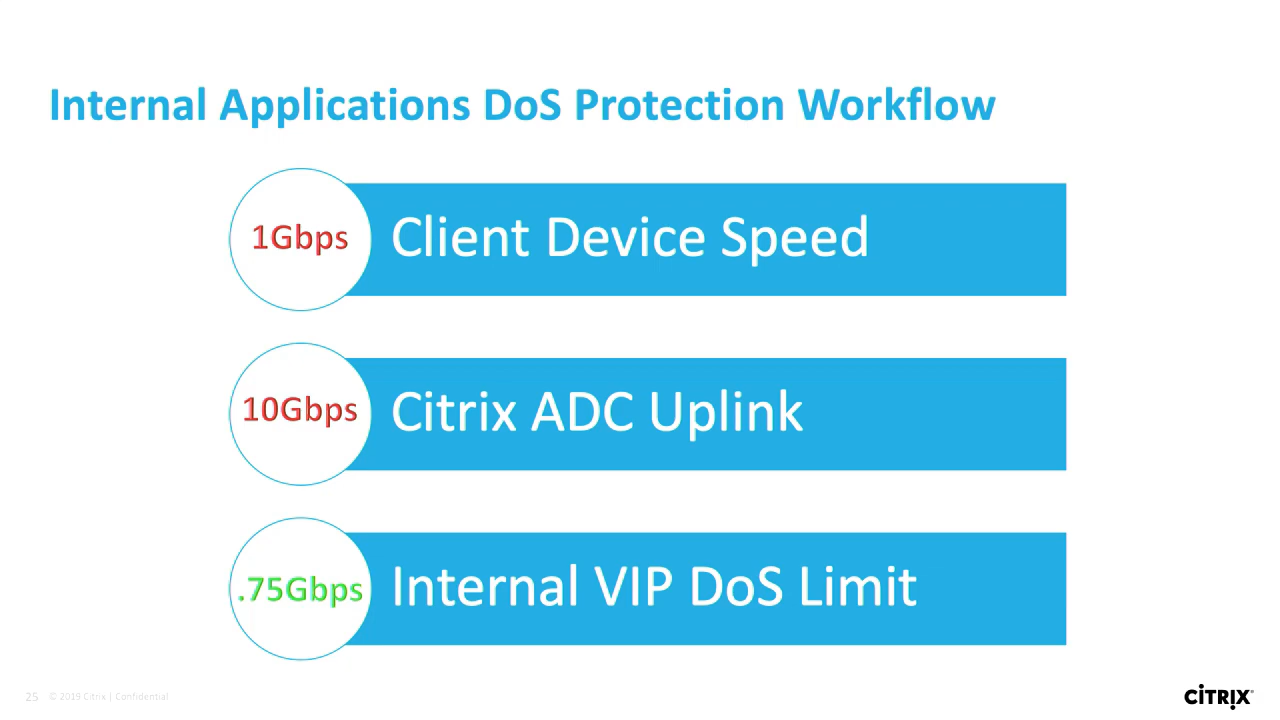 Internal Applications DoS Protection Workflow
1Gbps
Client Device Speed
10Gbps
Citrix ADC Uplink
.75Gbps
Internal VIP DoS Limit
25 © 2019 Citrix | Confidential
CITRIX